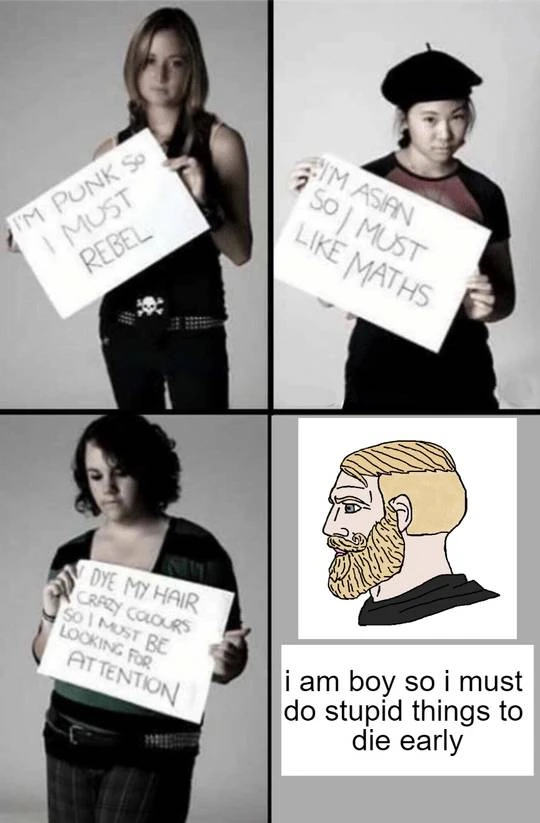 I'M PUNK SO
I MUST
REBEL
I'M ASIAN
SO I MUST
LIKE MATHS
I DYE MY HAIR
CRAZY COLOURS
SO I MUST BE
LOOKING FOR
ATTENTION
i am boy so i must
do stupid things to
die early